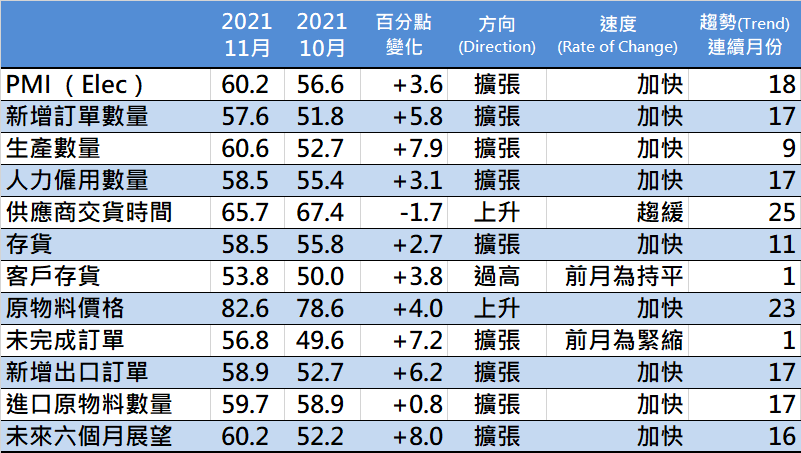 2021 11月 2021 10月 百分點變化 方向(Direction) 速度(Rate of Change) 趨勢(Trend)連續月份
PMI（Elec） 60.2 56.6 +3.6 擴張 加快 18
新增訂單數量 57.6 51.8 +5.8 擴張 加快 17
生產數量 60.6 52.7 +7.9 擴張 加快 9
人力僱用數量 58.5 55.4 +3.1 擴張 加快 17
供應商交貨時間 65.7 67.4 -1.7 上升 趨緩 25
存貨 58.5 55.8 +2.7 擴張 加快 11
客戶存貨 53.8 50.0 +3.8 過高 前月為持平 1
原物料價格 82.6 78.6 +4.0 上升 加快 23
未完成訂單 56.8 49.6 +7.2 擴張 前月為緊縮 1
新增出口訂單 58.9 52.7 +6.2 擴張 加快 17
進口原物料數量 59.7 58.9 +0.8 擴張 加快 17
未來六個月展望 60.2 52.2 +8.0 擴張 加快 16